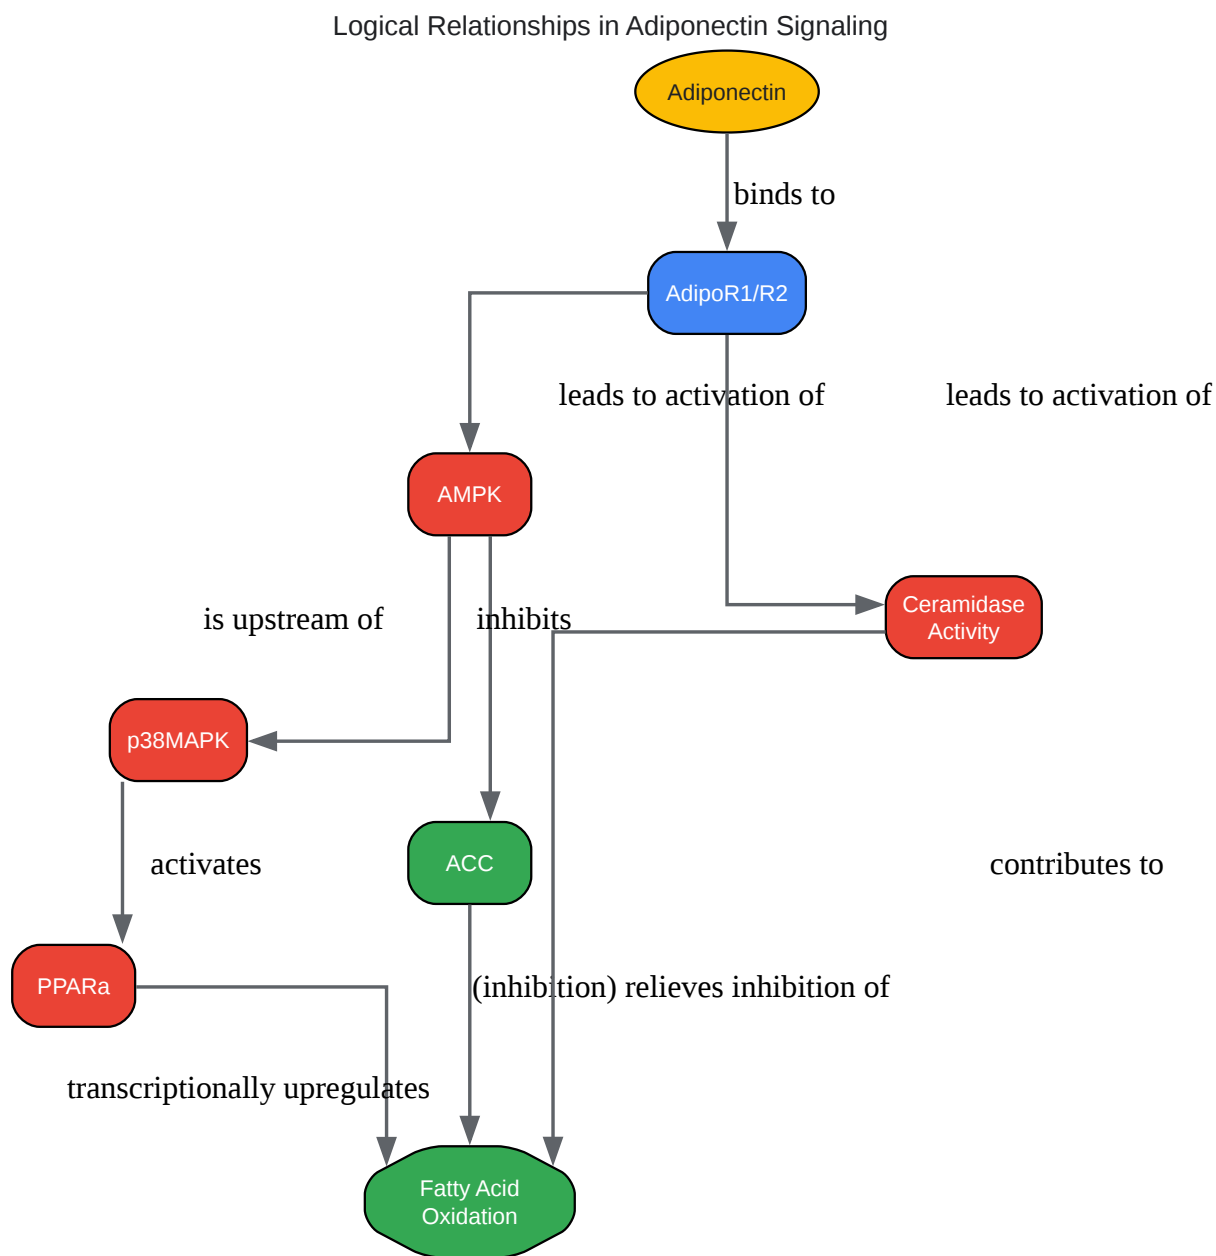 Logical Relationships in Adiponectin Signaling
Adiponectin
binds to
AdipoR1/R2
leads to activation of
leads to activation of
AMPK
Ceramidase
Activity
is upstream of
inhibits
p38MAPK
activates
ACC
contributes to
PPARa
(inhibition) relieves inhibition of
transcriptionally upregulates
Fatty Acid
Oxidation